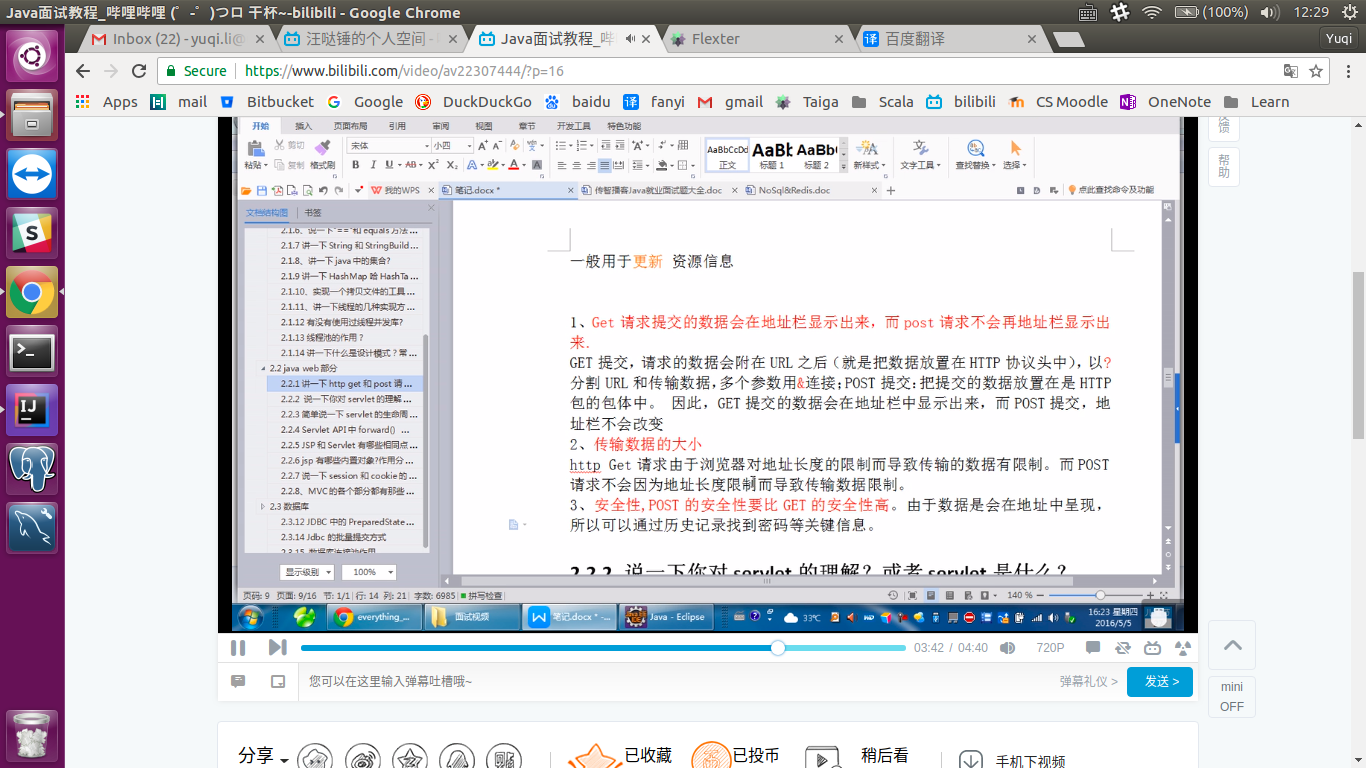 Java面试教程_哔哩哔哩 (゜-゜)つロ 干杯~-bilibili - Google Chrome
(100%) 12:29
Inbox (22) - yuqi.li@
汪哒锤的个人空间 -
Java面试教程_哔
Flexter
百度翻译
Yuqi
Secure https://www.bilibili.com/video/av22307444/?p=16
Apps mail Bitbucket Google DuckDuckGo baidu fanyi gmail Taiga Scala bilibili CS Moodle OneNote Learn
开始 插入 页面布局 引用 审阅 视图 章节 开发工具 特色功能
粘贴 剪切 复制 格式刷 宋体 小四
AaBbCcDd 正文 AaBb 标题 1 AaBb( 标题 2 新样式 文字工具 查找替换 选择
我的WPS 笔记.docx * 传智播客Java就业面试题大全.doc NoSql&Redis.doc 点此查找命令及功能
文档结构图 书签
2.1.6、说一下"=="和 equals 方法 ...
2.1.7 讲一下 String 和 StringBuild...
2.1.8、讲一下 java 中的集合?
2.1.9 讲一下 HashMap 哈 HashTa ...
2.1.10、实现一个拷贝文件的工具 ...
2.1.11、讲一下线程的几种实现方 ...
2.1.12 有没有使用过线程并发库?
2.1.13 线程池的作用 ?
2.1.14 讲一下什么是设计模式 ? 常 ...
2.2 java web 部分
2.2.1 讲一下 http get 和 post 请 ...
2.2.2 说一下你对 servlet 的理解 ...
2.2.3 简单说一下 servlet 的生命周 ...
2.2.4 Servlet API 中 forward() ...
2.2.5 JSP 和 Servlet 有哪些相同点 ...
2.2.6 jsp 有哪些内置对象?作用分 ...
2.2.7 说一下 session 和 cookie 的 ...
2.2.8、MVC 的各个部分都有那些 ...
2.3 数据库
2.3.12 JDBC 中的 PreparedState...
2.3.14 Jdbc 的批量提交方式
2.3.15 数据库连接池作用
显示级别 100%
一般用于更新 资源信息
1、Get 请求提交的数据会在地址栏显示出来，而 post 请求不会再地址栏显示出
来.
GET 提交，请求的数据会附在 URL 之后（就是把数据放置在 HTTP 协议头中），以?
分割 URL 和传输数据，多个参数用&连接；POST 提交：把提交的数据放置在是 HTTP
包的包体中。 因此，GET 提交的数据会在地址栏中显示出来，而 POST 提交，地
址栏不会改变
2、传输数据的大小
http Get 请求由于浏览器对地址长度的限制而导致传输的数据有限制。而 POST
请求不会因为地址长度限制而导致传输数据限制。
3、安全性,POST 的安全性要比 GET 的安全性高。由于数据是会在地址中呈现，
所以可以通过历史记录找到密码等关键信息。
2.2.2 说一下你对 servlet 的理解? 或者 servlet 是什么?
页码: 9 页面: 9/16 节: 1/1 行: 14 列: 21 字数: 6985 拼写检查 140 %
everything_... 面试视频 笔记.docx * -... Java - Eclipse 33℃
16:23 星期四
2016/5/5
03:42 / 04:40 720P
您可以在这里输入弹幕吐槽哦~ 弹幕礼仪 > 发送 >
馈
帮
助
mini
OFF
分享 已收藏 已投币 稍后看 手机下视频